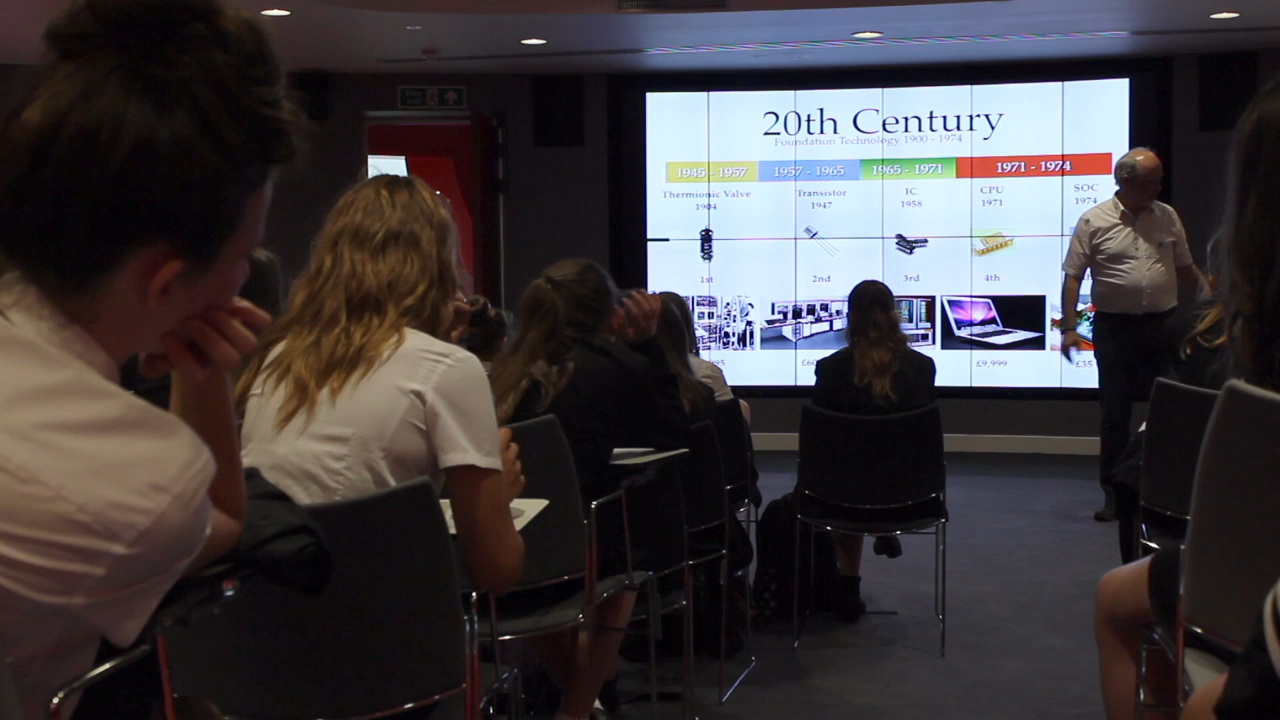 20th Century
Foundation Technology 1900 - 1974
1945 - 1957 1957 - 1965 1965 - 1971 1971 - 1974
Thermionic Valve Transistor IC CPU SOC
1904 1947 1958 1971 1974
1st 2nd 3rd 4th
£9,999 £35